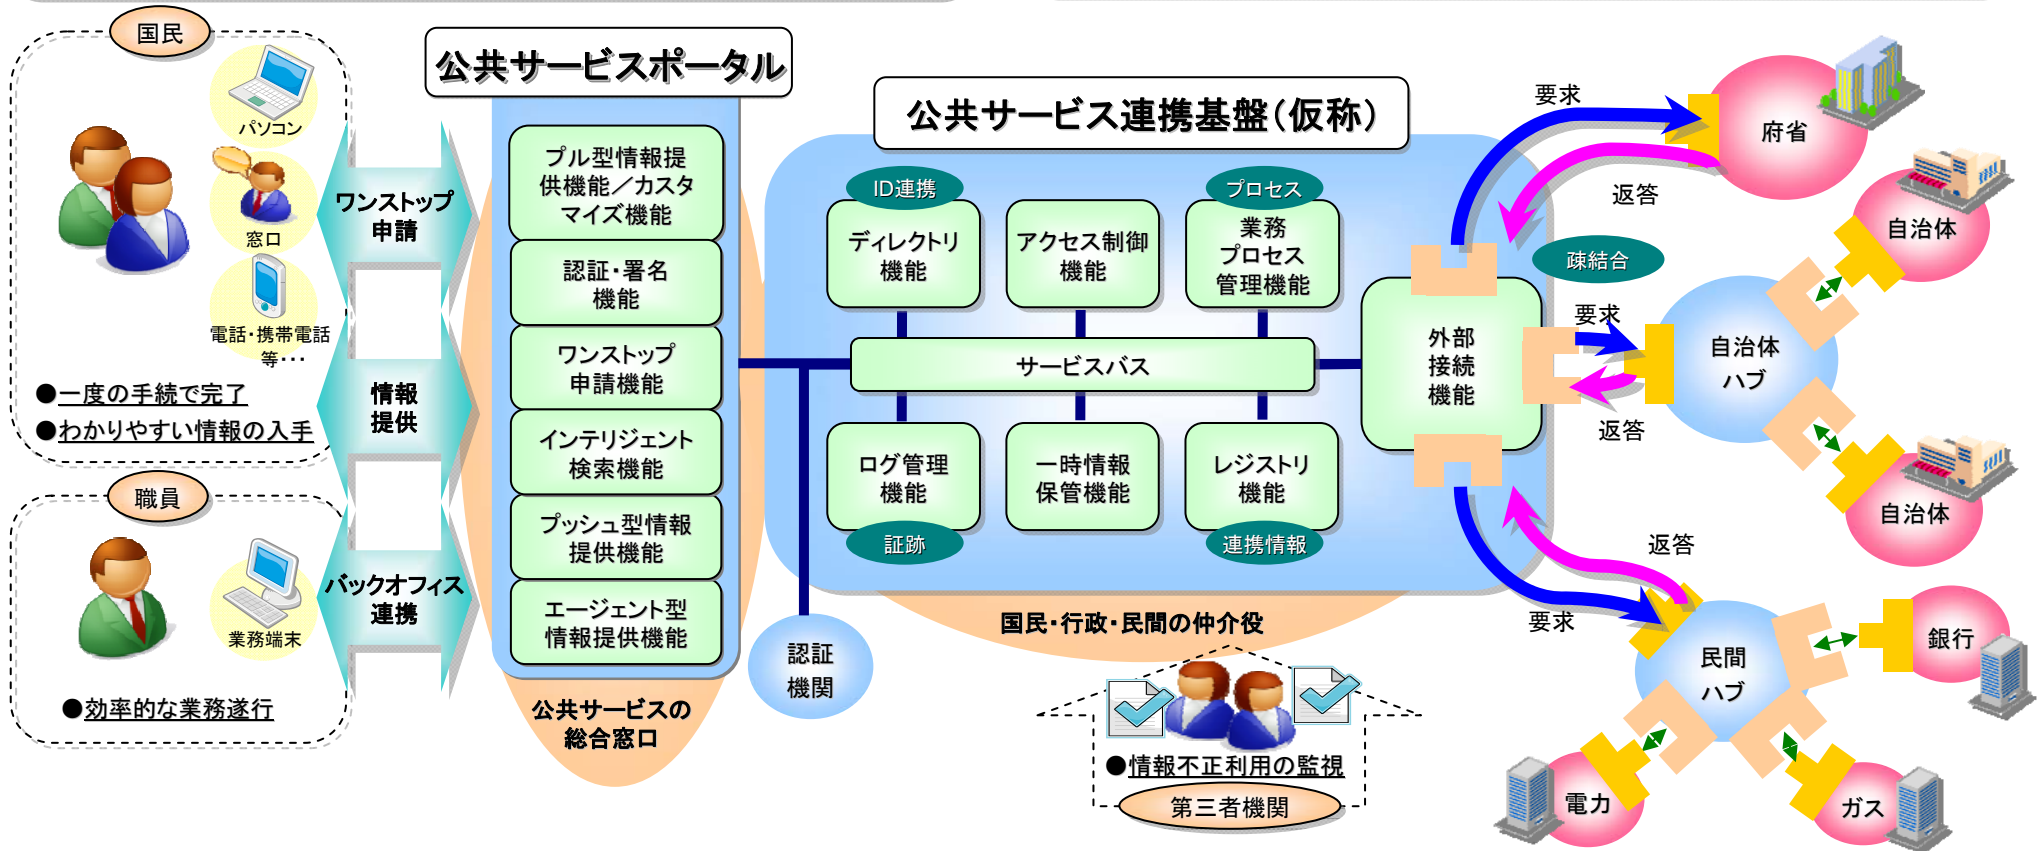 国民
パソコン
窓口
電話・携帯電話
等・・・
●一度の手続で完了
●わかりやすい情報の入手
職員
業務端末
●効率的な業務遂行
ワンストップ
申請
情報
提供
バックオフィス
連携
公共サービスポータル
プル型情報提
供機能／カスタ
マイズ機能
認証・署名
機能
ワンストップ
申請機能
インテリジェント
検索機能
プッシュ型情報
提供機能
エージェント型
情報提供機能
公共サービスの
総合窓口
公共サービス連携基盤（仮称）
ID連携
ディレクトリ
機能
アクセス制御
機能
プロセス
業務
プロセス
管理機能
サービスバス
外部
接続
機能
ログ管理
機能
証跡
一時情報
保管機能
レジストリ
機能
連携情報
国民・行政・民間の仲介役
認証
機関
●情報不正利用の監視
第三者機関
要求
返答
府省
疎結合
要求
返答
自治体
ハブ
自治体
自治体
返答
要求
民間
ハブ
銀行
電力
ガス